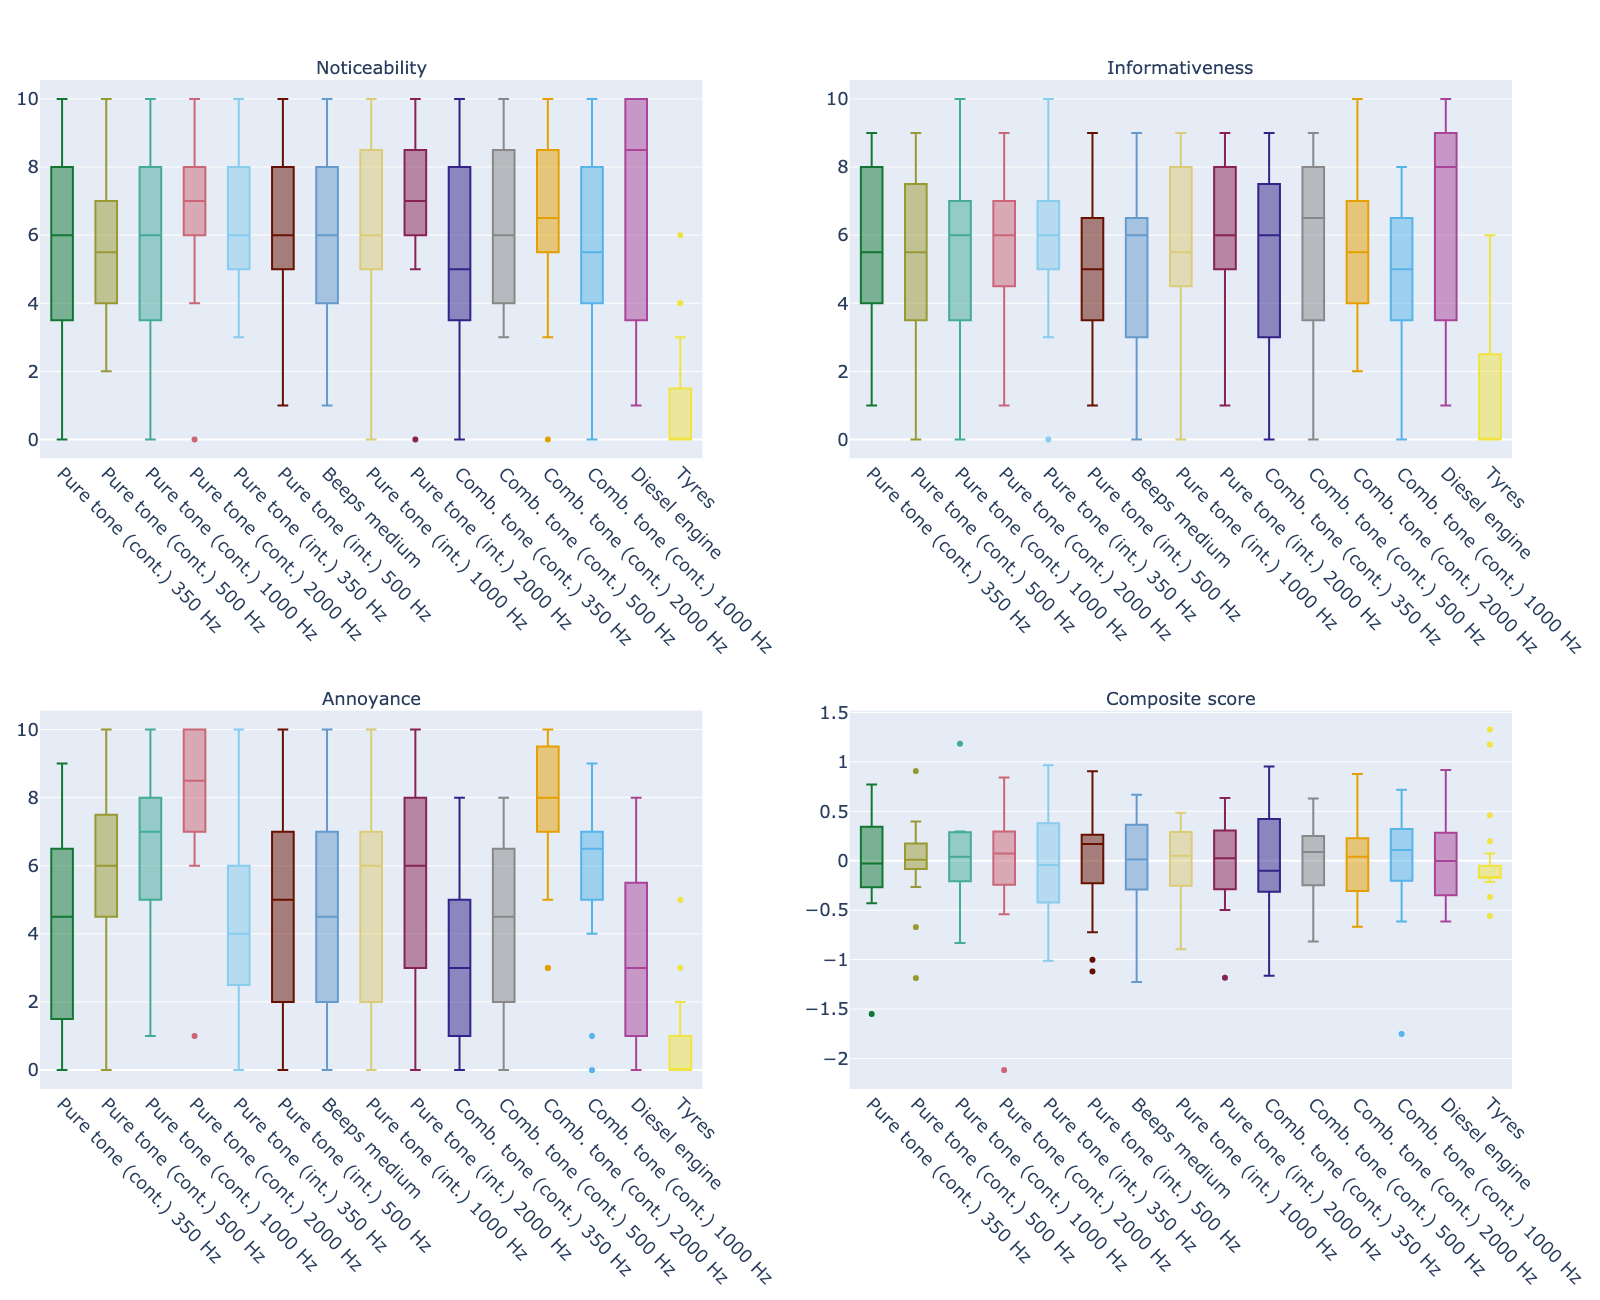 Noticeability
10
8
6
4
2
0
Pure tone (cont.) 350 Hz
Pure tone (cont.) 500 Hz
Pure tone (cont.) 1000 Hz
Pure tone (cont.) 2000 Hz
Pure tone (int.) 350 Hz
Pure tone (int.) 500 Hz
Beeps medium
Pure tone (int.) 1000 Hz
Pure tone (int.) 2000 Hz
Comb. tone (cont.) 350 Hz
Comb. tone (cont.) 500 Hz
Comb. tone (cont.) 2000 Hz
Comb. tone (cont.) 1000 Hz
Diesel engine
Tyres
Informativeness
10
8
6
4
2
0
Pure tone (cont.) 350 Hz
Pure tone (cont.) 500 Hz
Pure tone (cont.) 1000 Hz
Pure tone (cont.) 2000 Hz
Pure tone (int.) 350 Hz
Pure tone (int.) 500 Hz
Beeps medium
Pure tone (int.) 1000 Hz
Pure tone (int.) 2000 Hz
Comb. tone (cont.) 350 Hz
Comb. tone (cont.) 500 Hz
Comb. tone (cont.) 2000 Hz
Comb. tone (cont.) 1000 Hz
Diesel engine
Tyres
Annoyance
10
8
6
4
2
0
Pure tone (cont.) 350 Hz
Pure tone (cont.) 500 Hz
Pure tone (cont.) 1000 Hz
Pure tone (cont.) 2000 Hz
Pure tone (int.) 350 Hz
Pure tone (int.) 500 Hz
Beeps medium
Pure tone (int.) 1000 Hz
Pure tone (int.) 2000 Hz
Comb. tone (cont.) 350 Hz
Comb. tone (cont.) 500 Hz
Comb. tone (cont.) 2000 Hz
Comb. tone (cont.) 1000 Hz
Diesel engine
Tyres
Composite score
1.5
1
0.5
0
−0.5
−1
−1.5
−2
Pure tone (cont.) 350 Hz
Pure tone (cont.) 500 Hz
Pure tone (cont.) 1000 Hz
Pure tone (cont.) 2000 Hz
Pure tone (int.) 350 Hz
Pure tone (int.) 500 Hz
Beeps medium
Pure tone (int.) 1000 Hz
Pure tone (int.) 2000 Hz
Comb. tone (cont.) 350 Hz
Comb. tone (cont.) 500 Hz
Comb. tone (cont.) 2000 Hz
Comb. tone (cont.) 1000 Hz
Diesel engine
Tyres